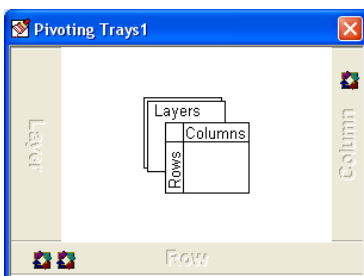 Pivoting Trays1
Layer
Layers
Columns
Rows
Column
Row